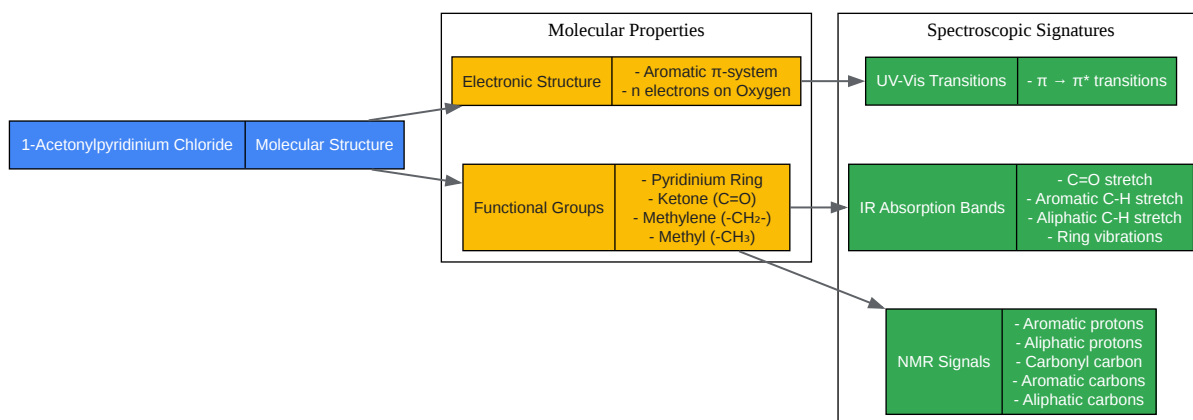 Molecular Properties
Spectroscopic Signatures
1-Acetonylpyridinium Chloride
Molecular Structure
Electronic Structure
- Aromatic π-system
- n electrons on Oxygen
UV-Vis Transitions
- π → π* transitions
Functional Groups
- Pyridinium Ring
- Ketone (C=O)
- Methylene (-CH₂-)
- Methyl (-CH₃)
IR Absorption Bands
- C=O stretch
- Aromatic C-H stretch
- Aliphatic C-H stretch
- Ring vibrations
NMR Signals
- Aromatic protons
- Aliphatic protons
- Carbonyl carbon
- Aromatic carbons
- Aliphatic carbons